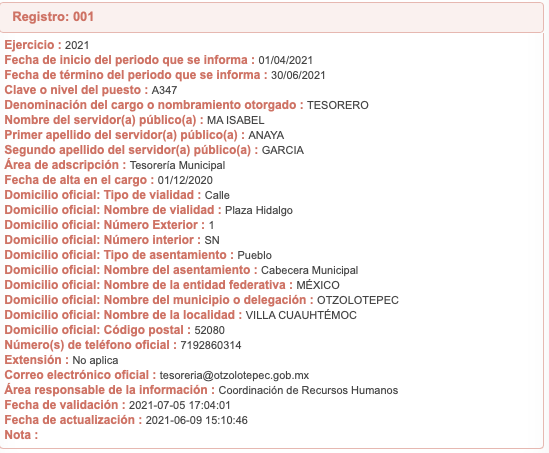 Registro: 001
Ejercicio : 2021
Fecha de inicio del periodo que se informa : 01/04/2021
Fecha de término del periodo que se informa : 30/06/2021
Clave o nivel del puesto : A347
Denominación del cargo o nombramiento otorgado : TESORERO
Nombre del servidor(a) público(a) : MA ISABEL
Primer apellido del servidor(a) público(a) : ANAYA
Segundo apellido del servidor(a) público(a) : GARCIA
Área de adscripción : Tesorería Municipal
Fecha de alta en el cargo : 01/12/2020
Domicilio oficial: Tipo de vialidad : Calle
Domicilio oficial: Nombre de vialidad : Plaza Hidalgo
Domicilio oficial: Número Exterior : 1
Domicilio oficial: Número interior : SN
Domicilio oficial: Tipo de asentamiento : Pueblo
Domicilio oficial: Nombre del asentamiento : Cabecera Municipal
Domicilio oficial: Nombre de la entidad federativa : MÉXICO
Domicilio oficial: Nombre del municipio o delegación : OTZOLOTEPEC
Domicilio oficial: Nombre de la localidad : VILLA CUAUHTÉMOC
Domicilio oficial: Código postal : 52080
Número(s) de teléfono oficial : 7192860314
Extensión : No aplica
Correo electrónico oficial : tesoreria@otzolotepec.gob.mx
Área responsable de la información : Coordinación de Recursos Humanos
Fecha de validación : 2021-07-05 17:04:01
Fecha de actualización : 2021-06-09 15:10:46
Nota :